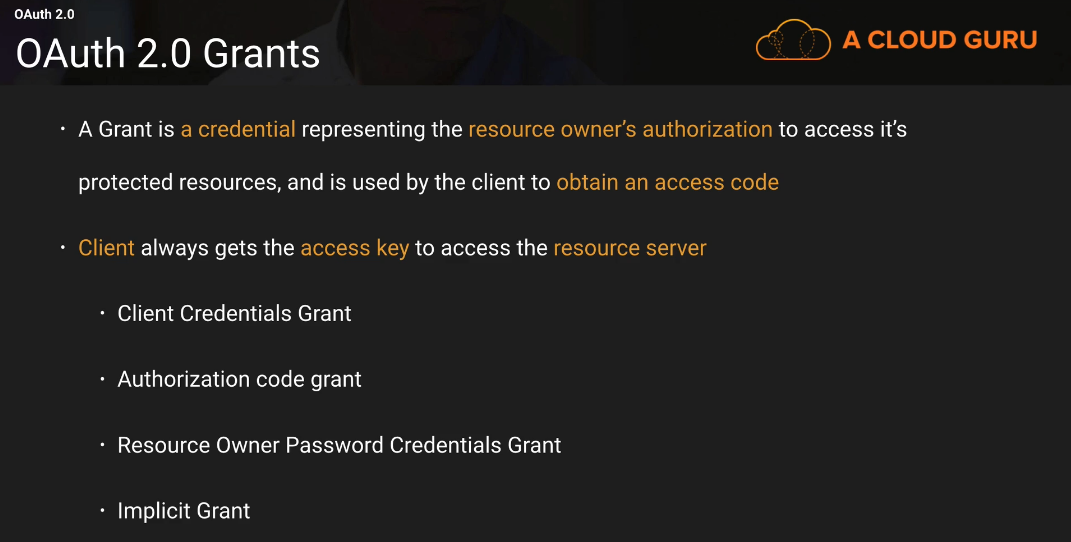 OAuth 2.0
OAuth 2.0 Grants
A CLOUD GURU
· A Grant is a credential representing the resource owner’s authorization to access it’s
protected resources, and is used by the client to obtain an access code
· Client always gets the access key to access the resource server
· Client Credentials Grant
· Authorization code grant
· Resource Owner Password Credentials Grant
· Implicit Grant